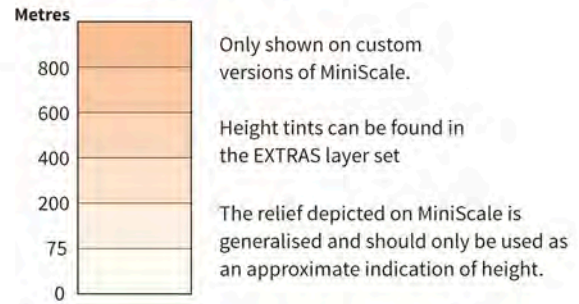 Metres
800
600
400
200
75
0
Only shown on custom
versions of MiniScale.
Height tints can be found in
the EXTRAS layer set
The relief depicted on MiniScale is
generalised and should only be used as
an approximate indication of height.